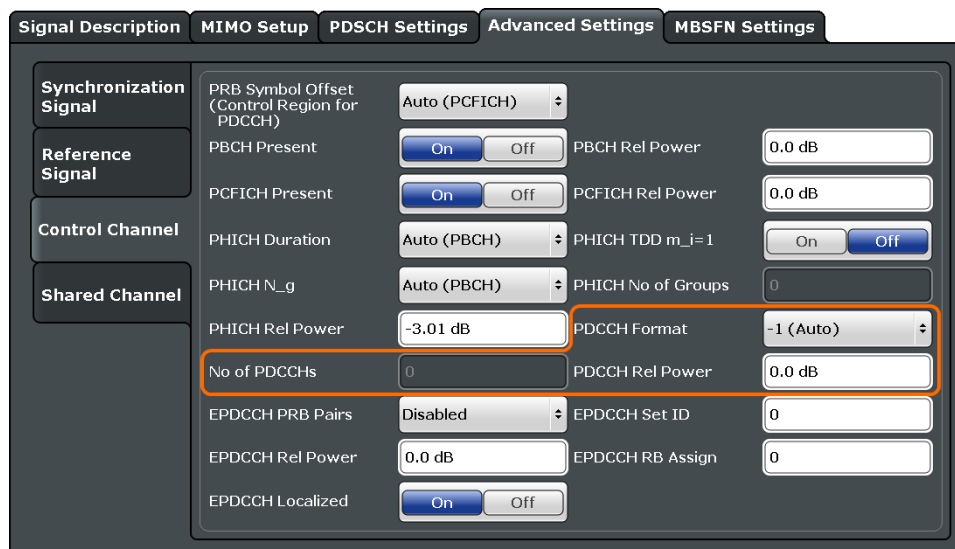 Signal Description MIMO Setup PDSCH Settings Advanced Settings MBSFN Settings
Synchronization
Signal
Reference
Signal
Control Channel
Shared Channel
PRB Symbol Offset
(Control Region for
PDCCH)
Auto (PCFICH)
PBCH Present On Off PBCH Rel Power 0.0 dB
PCFICH Present On Off PCFICH Rel Power 0.0 dB
PHICH Duration Auto (PBCH) PHICH TDD m_i=1 On Off
PHICH N_g Auto (PBCH) PHICH No of Groups 0
PHICH Rel Power -3.01 dB PDCCH Format -1 (Auto)
No of PDCCHs 0 PDCCH Rel Power 0.0 dB
EPDCCH PRB Pairs Disabled EPDCCH Set ID 0
EPDCCH Rel Power 0.0 dB EPDCCH RB Assign 0
EPDCCH Localized On Off